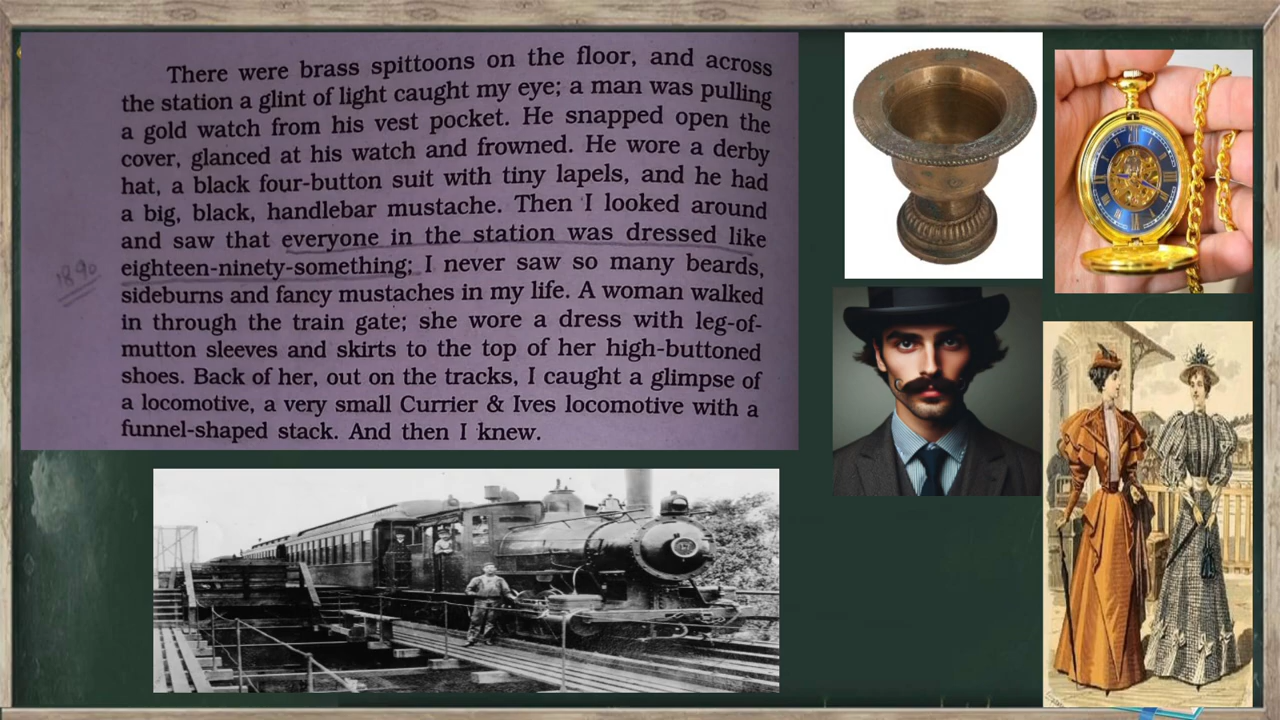 There were brass spittoons on the floor, and across
the station a glint of light caught my eye; a man was pulling
a gold watch from his vest pocket. He snapped open the
cover, glanced at his watch and frowned. He wore a derby
hat, a black four-button suit with tiny lapels, and he had
a big, black, handlebar mustache. Then I looked around
and saw that everyone in the station was dressed like
eighteen-ninety-something; I never saw so many beards,
sideburns and fancy mustaches in my life. A woman walked
in through the train gate; she wore a dress with leg-of-
mutton sleeves and skirts to the top of her high-buttoned
shoes. Back of her, out on the tracks, I caught a glimpse of
a locomotive, a very small Currier & Ives locomotive with a
funnel-shaped stack. And then I knew.
1890